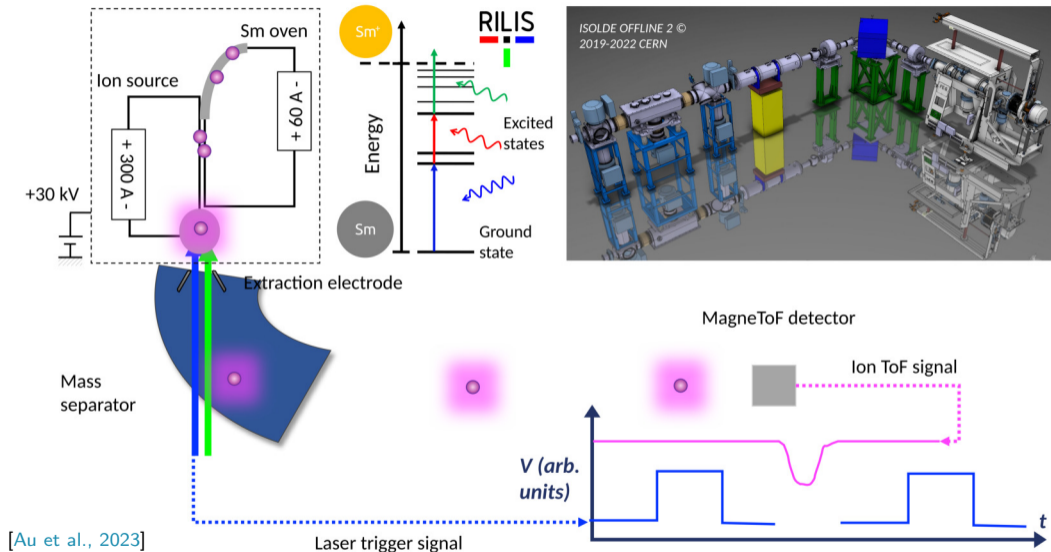 Sm oven
Ion source
+ 300 A -
+ 60 A -
+30 kV
Extraction electrode
Mass
separator
Sm⁺
RILIS
Energy
Excited
states
Sm
Ground
state
ISOLDE OFFLINE 2 ©
2019-2022 CERN
MagneToF detector
Ion ToF signal
V (arb.
units)
t
Laser trigger signal
[Au et al., 2023]